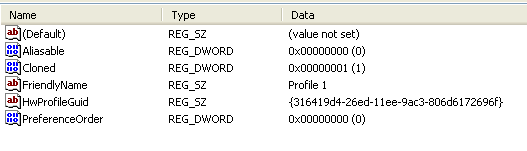 Name Type Data
(Default) REG_SZ (value not set)
Aliasable REG_DWORD 0x00000000 (0)
Cloned REG_DWORD 0x00000001 (1)
FriendlyName REG_SZ Profile 1
HwProfileGuid REG_SZ {316419d4-26ed-11ee-9ac3-806d6172696f}
PreferenceOrder REG_DWORD 0x00000000 (0)